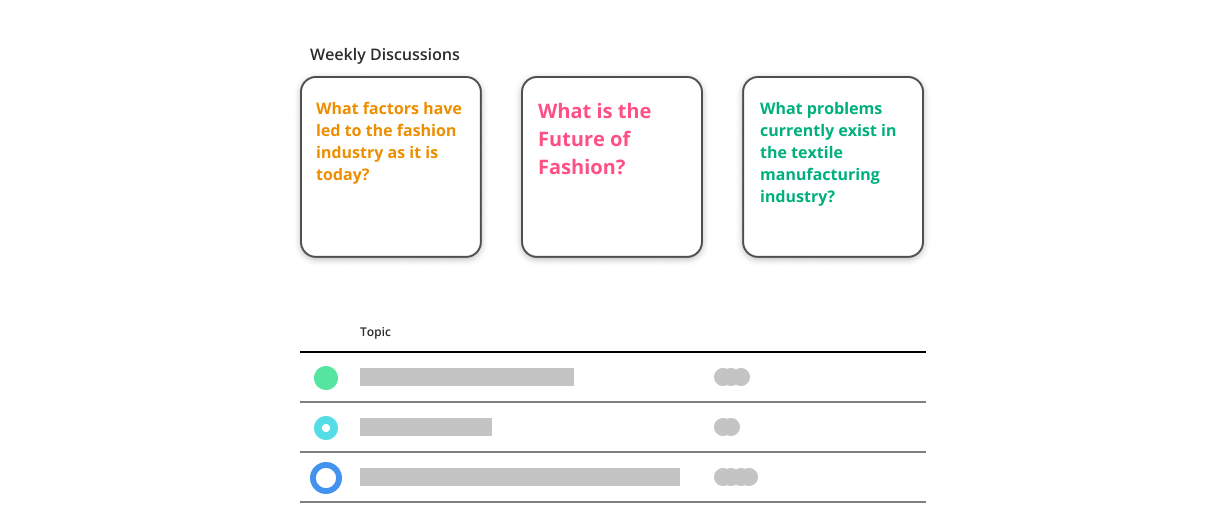 Weekly Discussions
What factors have
led to the fashion
industry as it is
today?
What is the
Future of
Fashion?
What problems
currently exist in
the textile
manufacturing
industry?
Topic